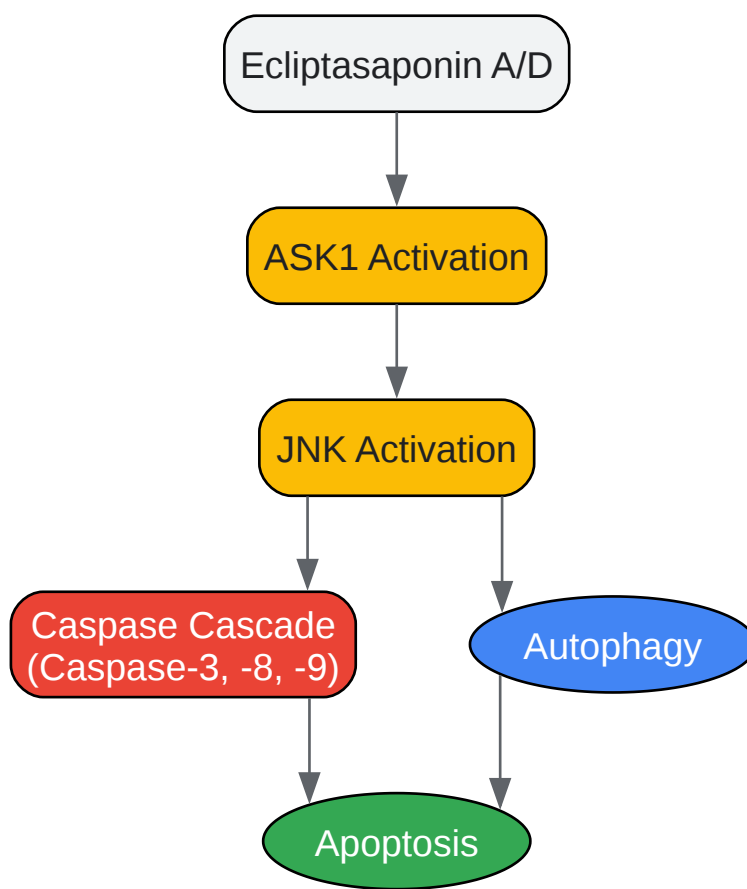 Ecliptasaponin A/D
ASK1 Activation
JNK Activation
Caspase Cascade
(Caspase-3, -8, -9)
Autophagy
Apoptosis